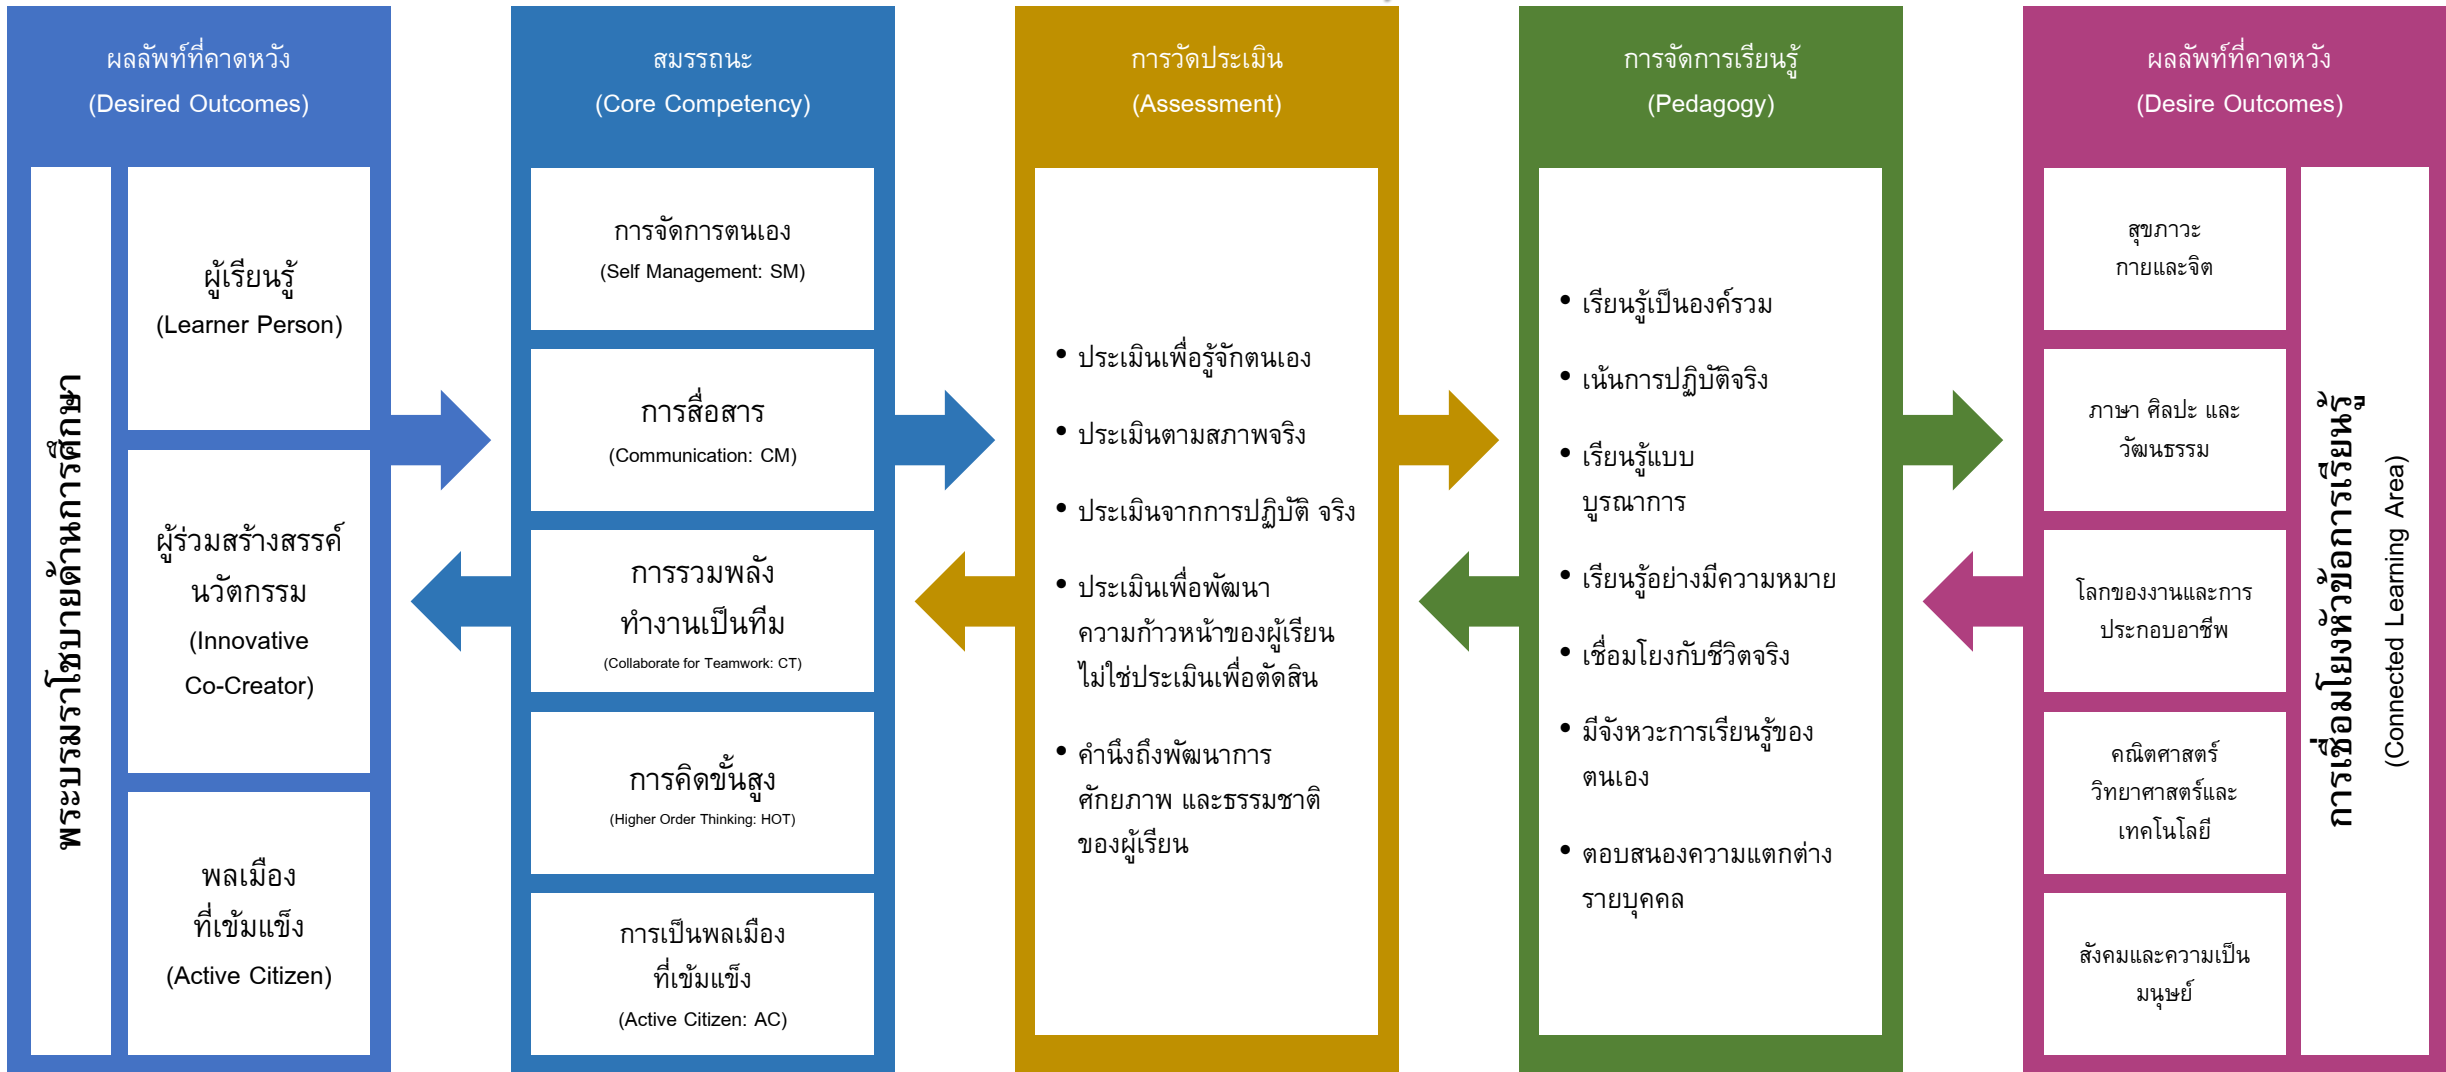 ผลลัพท์ที่คาดหวัง
(Desired Outcomes)
พระบรมราโชบายด้านการศึกษา
ผู้เรียนรู้
(Learner Person)
ผู้ร่วมสร้างสรรค์
นวัตกรรม
(Innovative
Co-Creator)
พลเมือง
ที่เข้มแข็ง
(Active Citizen)
สมรรถนะ
(Core Competency)
การจัดการตนเอง
(Self Management: SM)
การสื่อสาร
(Communication: CM)
การรวมพลัง
ทำงานเป็นทีม
(Collaborate for Teamwork: CT)
การคิดขั้นสูง
(Higher Order Thinking: HOT)
การเป็นพลเมือง
ที่เข้มแข็ง
(Active Citizen: AC)
การวัดประเมิน
(Assessment)
• ประเมินเพื่อรู้จักตนเอง
• ประเมินตามสภาพจริง
• ประเมินจากการปฏิบัติ จริง
• ประเมินเพื่อพัฒนา
ความก้าวหน้าของผู้เรียน
ไม่ใช่ประเมินเพื่อตัดสิน
• คำนึงถึงพัฒนาการ
ศักยภาพ และธรรมชาติ
ของผู้เรียน
การจัดการเรียนรู้
(Pedagogy)
• เรียนรู้เป็นองค์รวม
• เน้นการปฏิบัติจริง
• เรียนรู้แบบ
บูรณาการ
• เรียนรู้อย่างมีความหมาย
• เชื่อมโยงกับชีวิตจริง
• มีจังหวะการเรียนรู้ของ
ตนเอง
• ตอบสนองความแตกต่าง
รายบุคคล
ผลลัพท์ที่คาดหวัง
(Desire Outcomes)
สุขภาวะ
กายและจิต
ภาษา ศิลปะ และ
วัฒนธรรม
โลกของงานและการ
ประกอบอาชีพ
คณิตศาสตร์
วิทยาศาสตร์และ
เทคโนโลยี
สังคมและความเป็น
มนุษย์
การเชื่อมโยงหัวข้อการเรียนรู้
(Connected Learning Area)